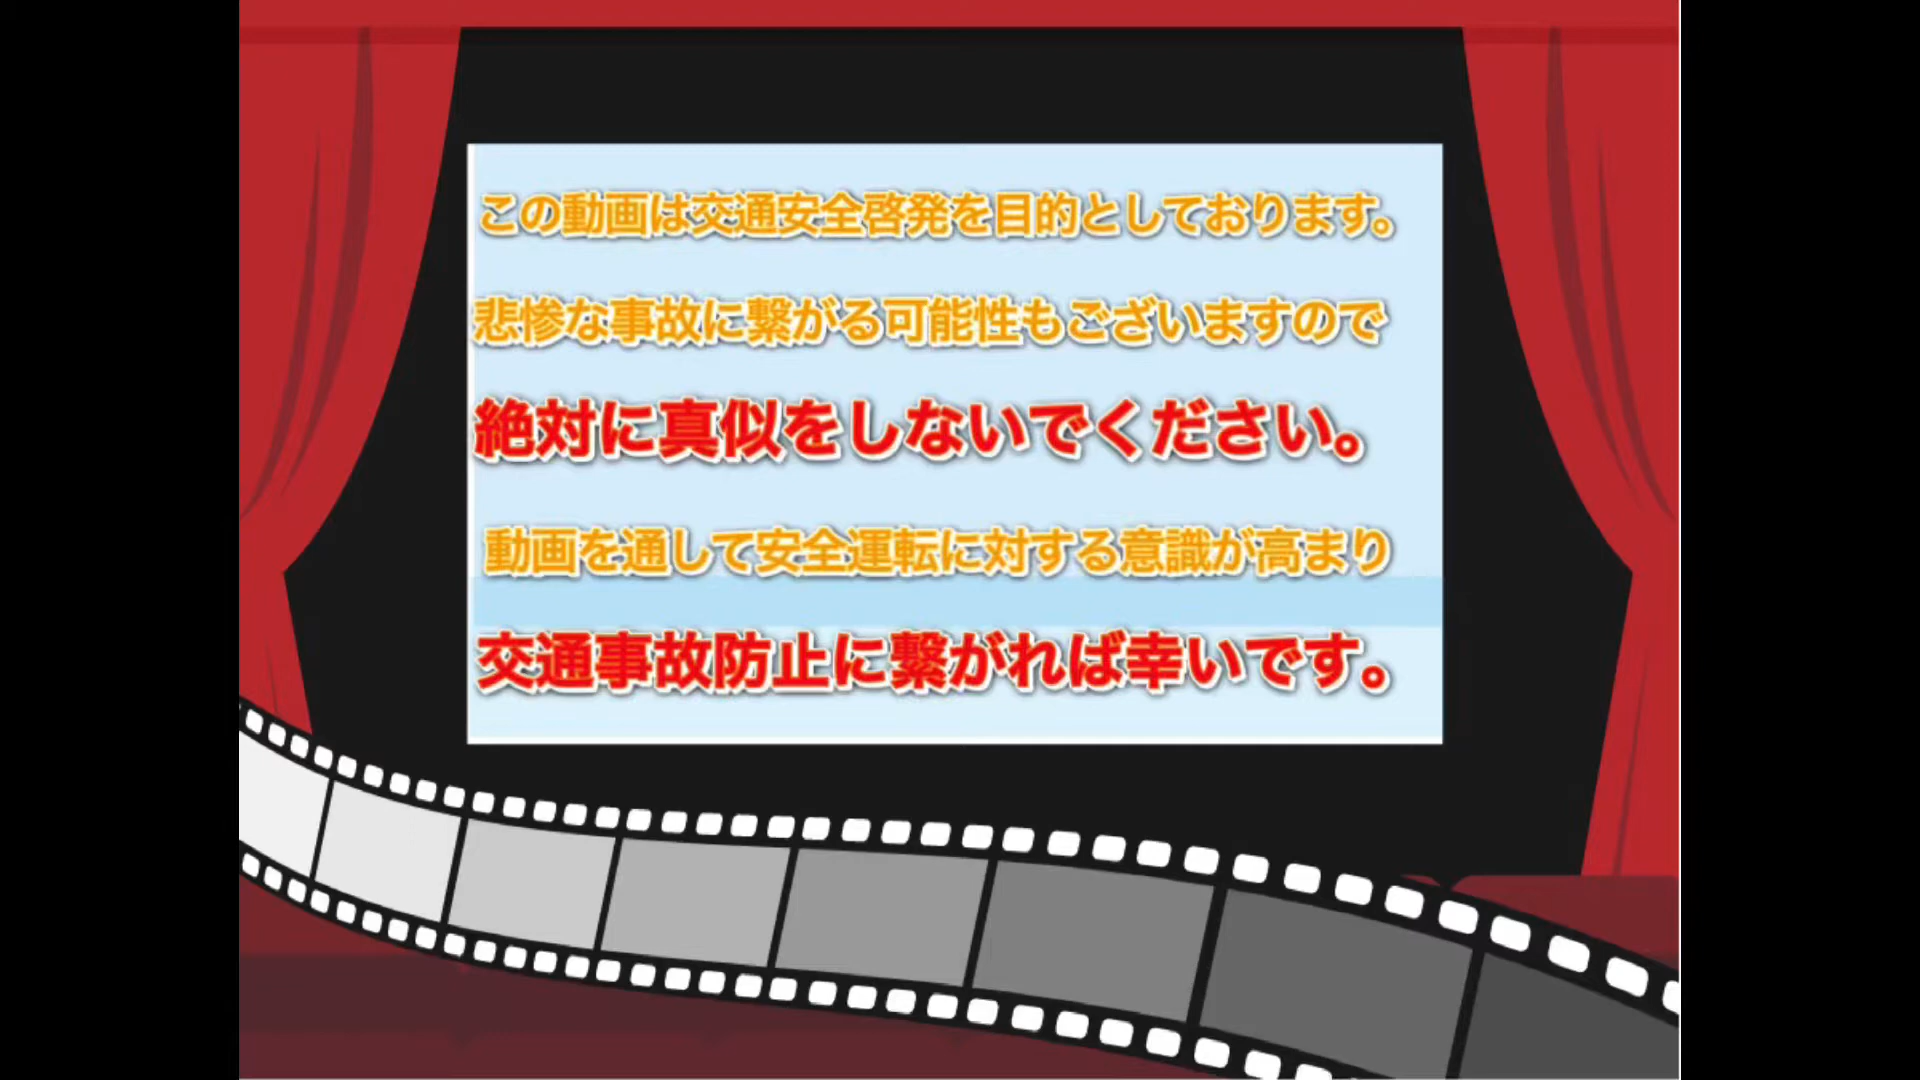 この動画は交通安全啓発を目的としております。
悲惨な事故に繋がる可能性もございますので
絶対に真似をしないでください。
動画を通して安全運転に対する意識が高まり
交通事故防止に繋がれば幸いです。